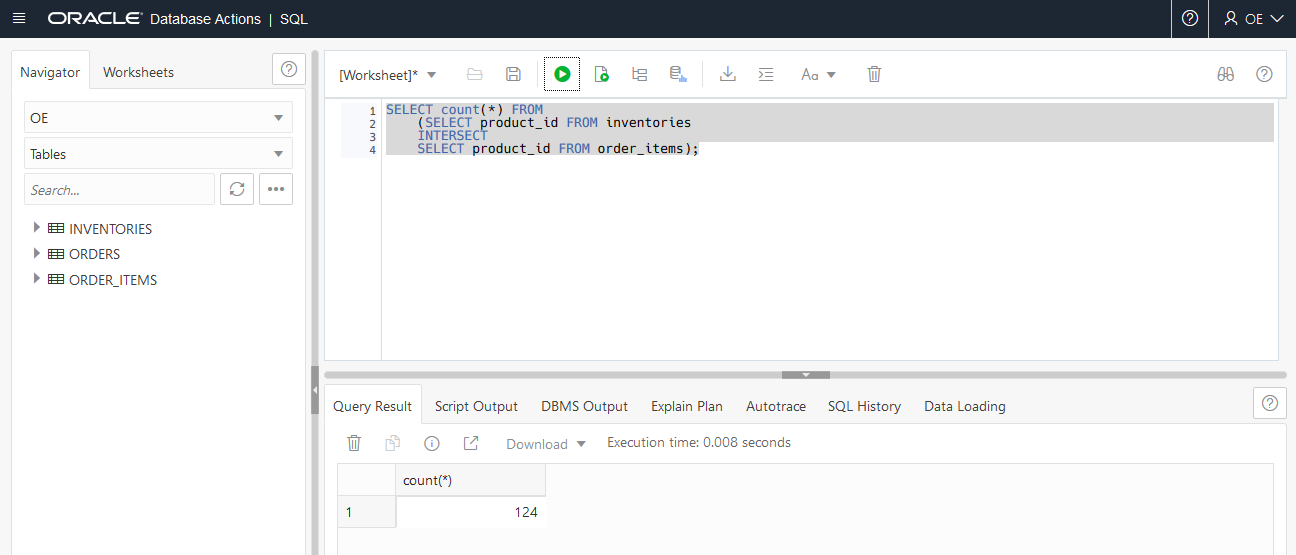 ORACLE Database Actions | SQL
OE
Navigator
Worksheets
OE
Tables
Search...
INVENTORIES
ORDERS
ORDER_ITEMS
[Worksheet]*
Aa
1 SELECT count(*) FROM
2 (SELECT product_id FROM inventories
3 INTERSECT
4 SELECT product_id FROM order_items);
Query Result
Script Output
DBMS Output
Explain Plan
Autotrace
SQL History
Data Loading
Download
Execution time: 0.008 seconds
count(*)
1 124